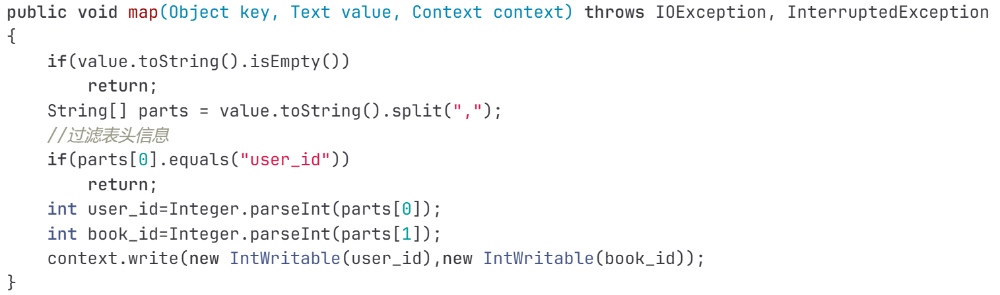 public void map(Object key, Text value, Context context) throws IOException, InterruptedException
{
    if(value.toString().isEmpty())
        return;
    String[] parts = value.toString().split(",");
    //过滤表头信息
    if(parts[0].equals("user_id"))
        return;
    int user_id=Integer.parseInt(parts[0]);
    int book_id=Integer.parseInt(parts[1]);
    context.write(new IntWritable(user_id),new IntWritable(book_id));
}